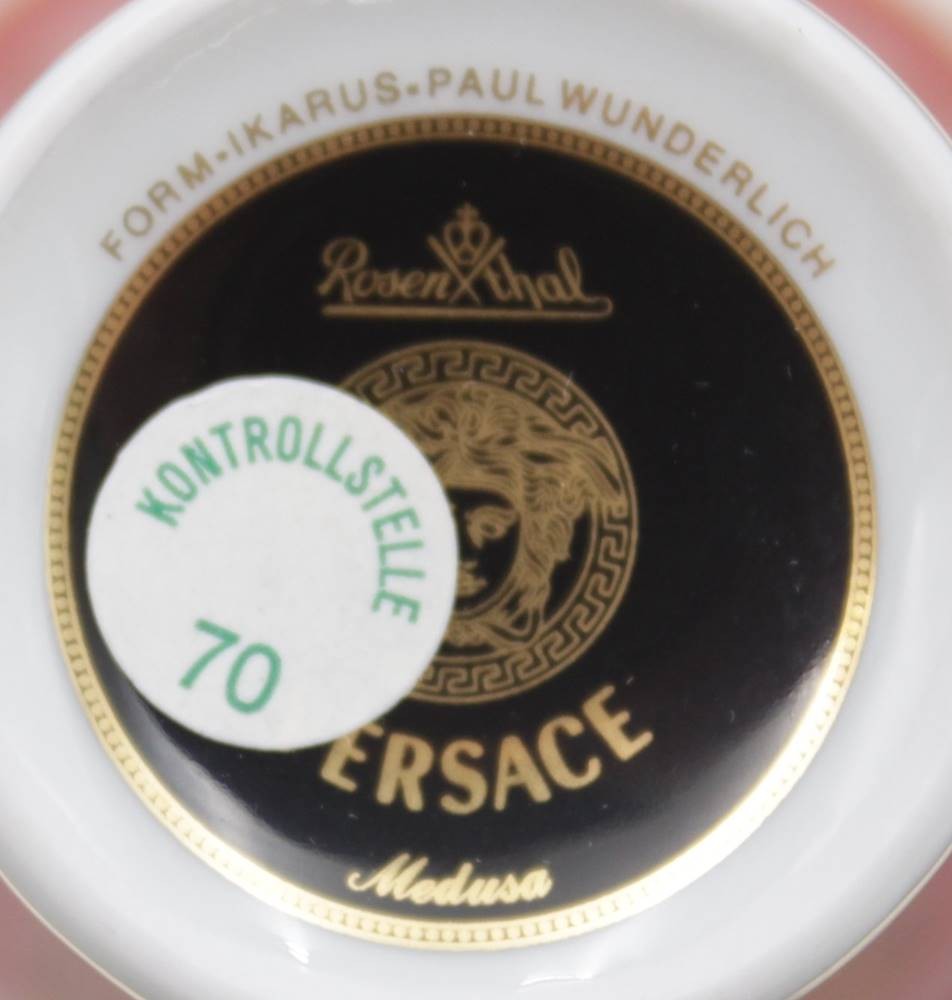 FORM-IKARUS-PAUL WUNDERLICH
Rosenthal
KONTROLLSTELLE
70
ERSACE
Medusa